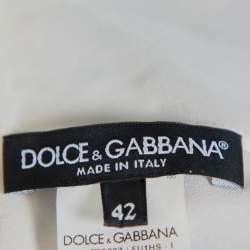 DOLCE & GABBANA®
MADE IN ITALY
42
DOLCE & GABBANA